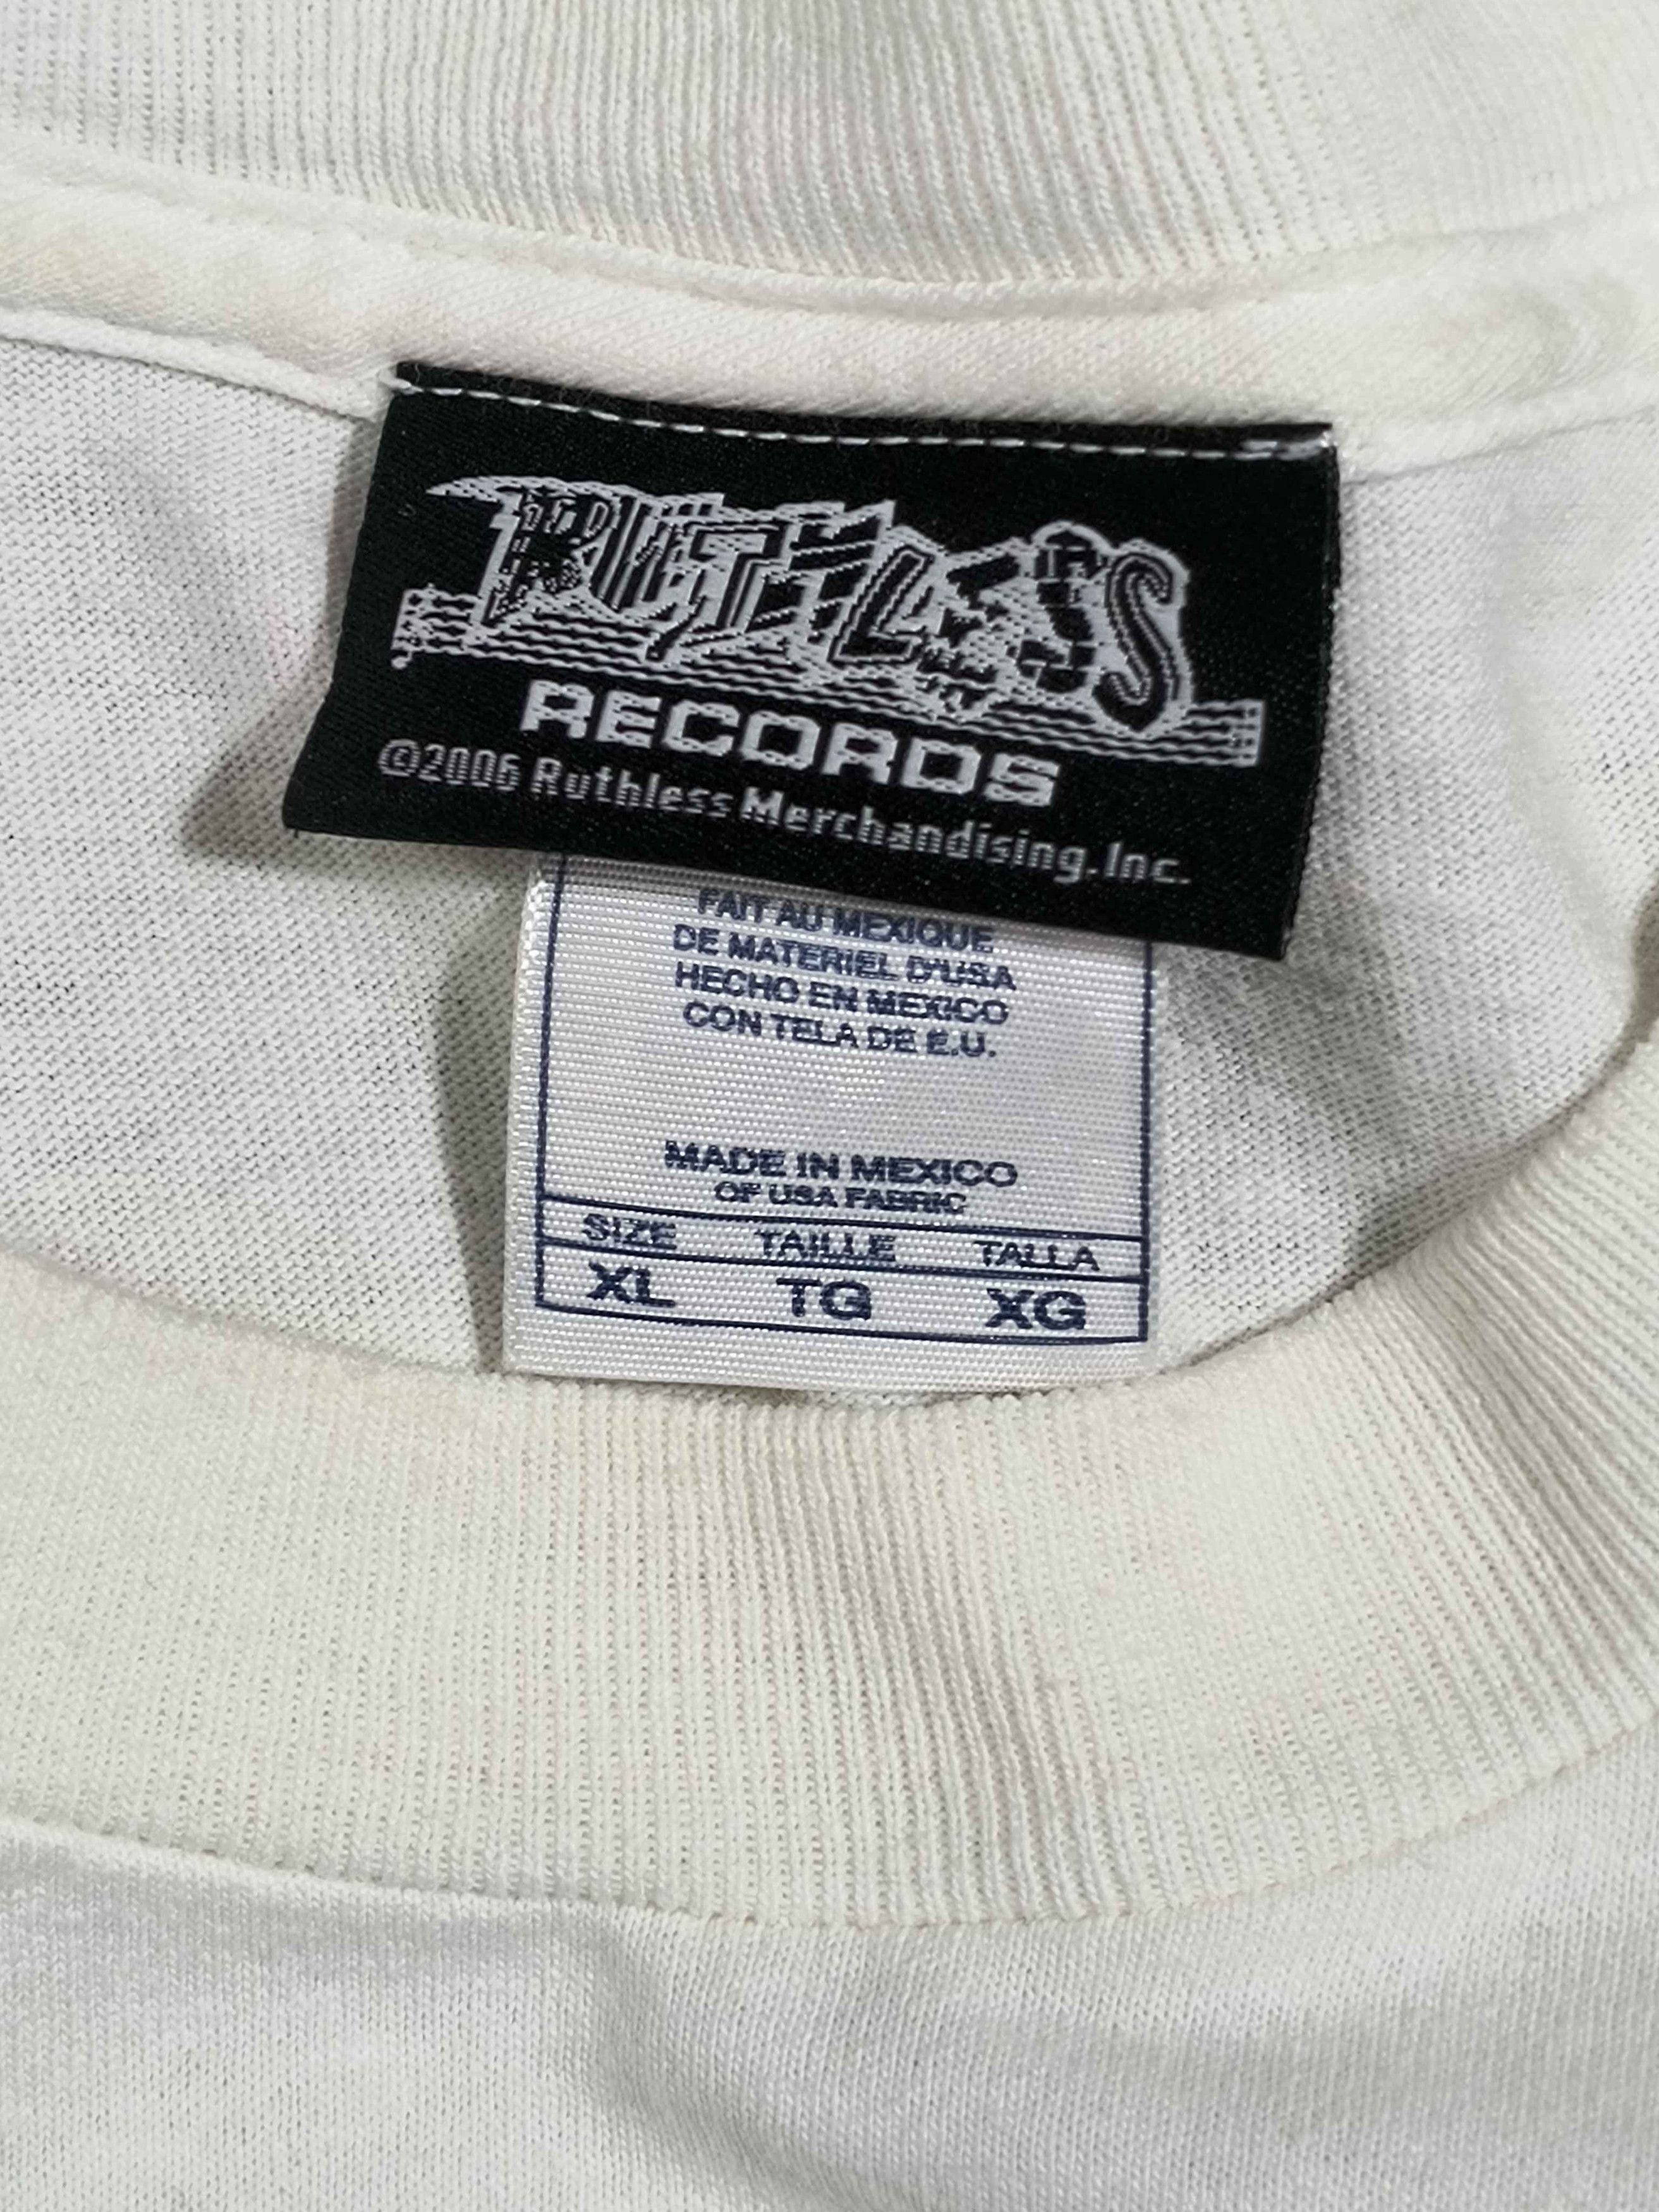 RUTHLESS
RECORDS
©2006 Ruthless Merchandising, Inc.
FAIT AU MEXIQUE
DE MATERIEL D'USA
HECHO EN MEXICO
CON TELA DE E.U.
MADE IN MEXICO
OF USA FABRIC
SIZE TAILLE TALLA
XL TG XG